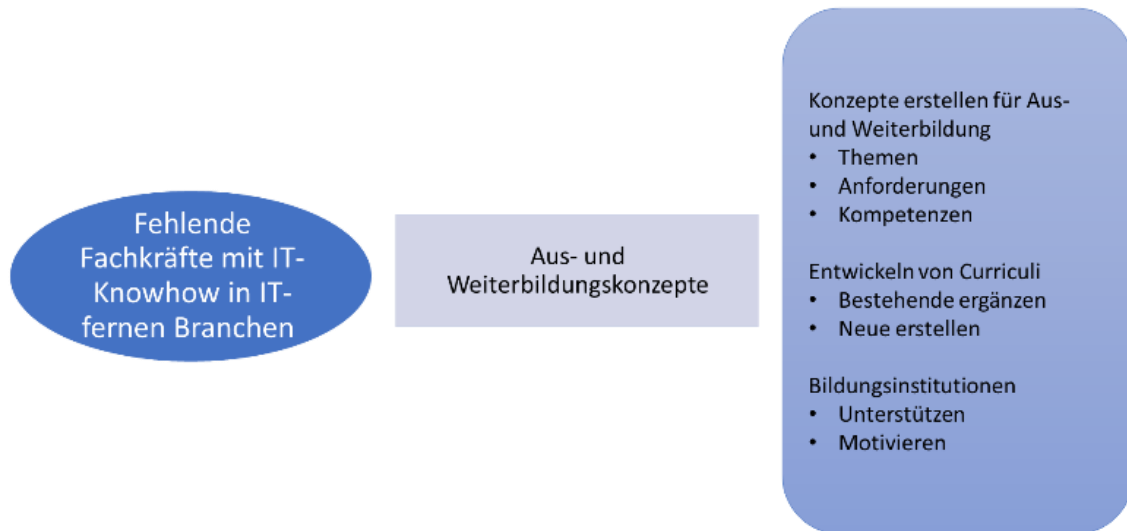 Fehlende
Fachkräfte mit IT-
Knowhow in IT-
fernen Branchen
Aus- und
Weiterbildungskonzepte
Konzepte erstellen für Aus-
und Weiterbildung
• Themen
• Anforderungen
• Kompetenzen
Entwickeln von Curriculi
• Bestehende ergänzen
• Neue erstellen
Bildungsinstitutionen
• Unterstützen
• Motivieren